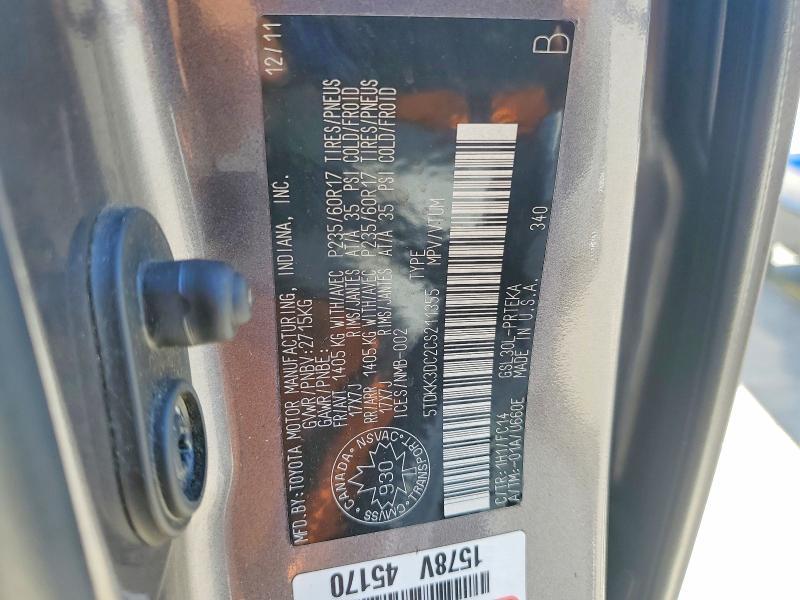 MFD.BY:TOYOTA MOTOR MANUFACTURING, INDIANA, INC. 12/11
GVWR/PNBV:2715KG
GAWR/PNBE:
FR/AVT 1405 KG WITH/AVEC P235/60R17 TIRES/PNEUS
17X7J RIMS/JANTES AT/A 35 PSI COLD/FROID
RR/ARR 1405 KG WITH/AVEC P235/60R17 TIRES/PNEUS
17X7J RIMS/JANTES AT/A 35 PSI COLD/FROID
ICES/NMB-002
5TDKK3DC2CS211355 TYPE MPV/VTUM
CANADA - NSVAC
930
CMVSS TRANSPORT
C/TR:1H1/FC14 GSL30L-PRTEKA
A/TM:-01A/U660E MADE IN U.S.A. 340
B
1578V
45170